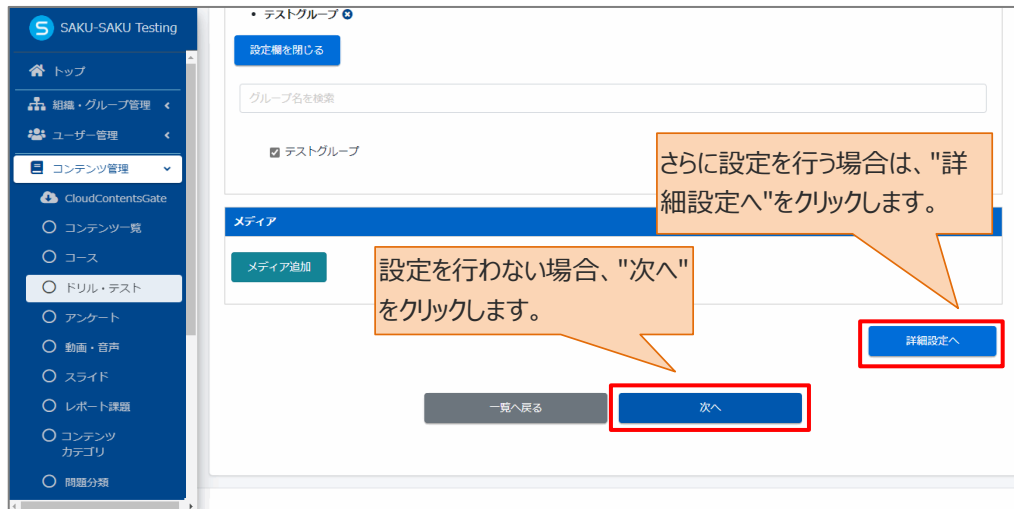 SAKU-SAKU Testing
トップ
組織・グループ管理
ユーザー管理
コンテンツ管理
CloudContentsGate
コンテンツ一覧
コース
ドリル・テスト
アンケート
動画・音声
スライド
レポート課題
コンテンツ
カテゴリ
問題分類
• テストグループ
設定欄を閉じる
グループ名を検索
テストグループ
さらに設定を行う場合は、"詳
細設定へ"をクリックします。
メディア
メディア追加
設定を行わない場合、"次へ"
をクリックします。
詳細設定へ
一覧へ戻る
次へ